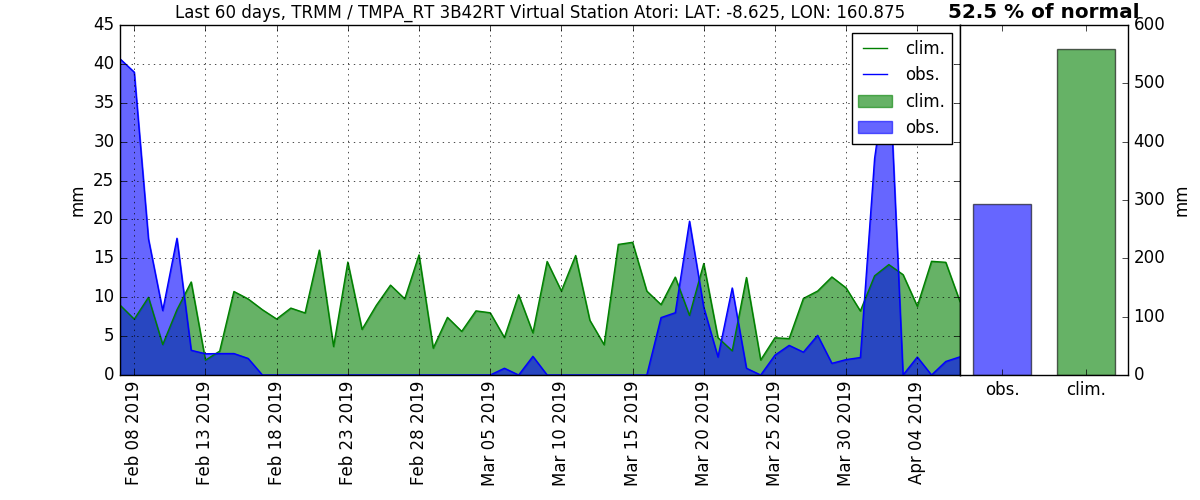 Last 60 days, TRMM / TMPA_RT 3B42RT Virtual Station Atori: LAT: -8.625, LON: 160.875
52.5 % of normal
45
40
35
30
25
20
15
10
5
0
mm
clim.
obs.
clim.
obs.
Feb 08 2019
Feb 13 2019
Feb 18 2019
Feb 23 2019
Feb 28 2019
Mar 05 2019
Mar 10 2019
Mar 15 2019
Mar 20 2019
Mar 25 2019
Mar 30 2019
Apr 04 2019
600
500
400
300
200
100
0
mm
obs.
clim.